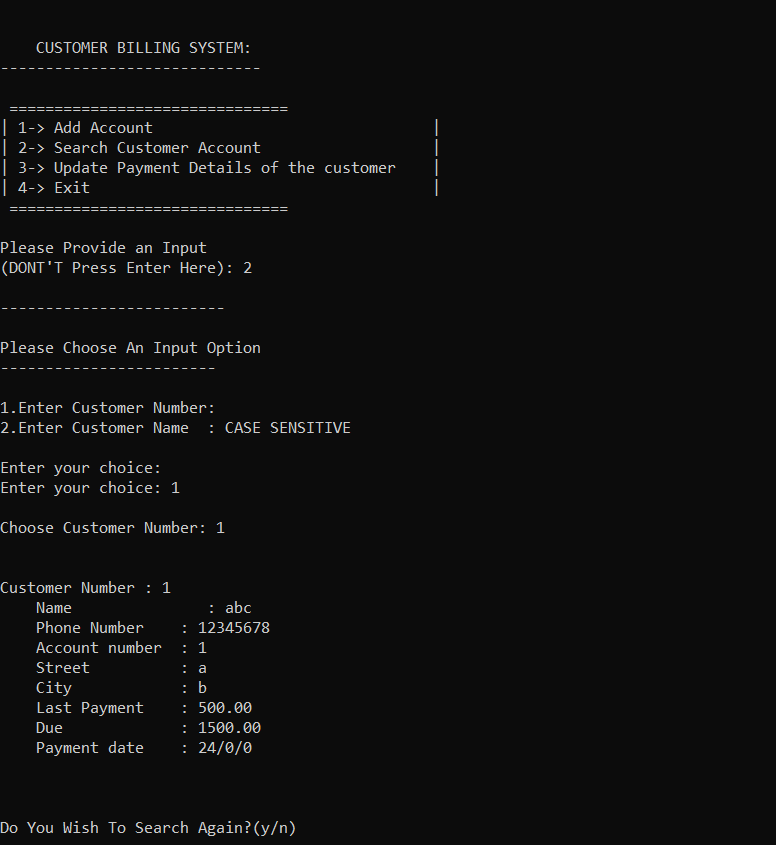 CUSTOMER BILLING SYSTEM:
-----------------------------
===============================
| 1-> Add Account |
| 2-> Search Customer Account |
| 3-> Update Payment Details of the customer |
| 4-> Exit |
===============================
Please Provide an Input
(DONT'T Press Enter Here): 2
-------------------------
Please Choose An Input Option
------------------------
1.Enter Customer Number:
2.Enter Customer Name  : CASE SENSITIVE
Enter your choice:
Enter your choice: 1
Choose Customer Number: 1
Customer Number : 1
Name : abc
Phone Number : 12345678
Account number : 1
Street : a
City : b
Last Payment : 500.00
Due : 1500.00
Payment date : 24/0/0
Do You Wish To Search Again?(y/n)